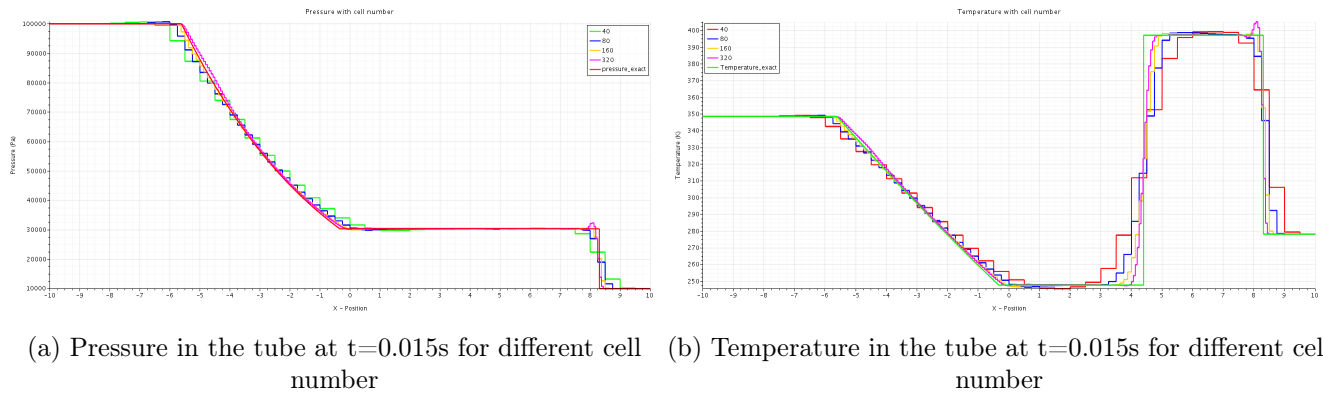 Pressure with cell number
100000
90000
80000
70000
60000
50000
40000
30000
20000
10000
Pressure (Pa)
−10 −9 −8 −7 −6 −5 −4 −3 −2 −1 0 1 2 3 4 5 6 7 8 9 10
X − Position
40
80
160
320
pressure_exact
Temperature with cell number
400
390
380
370
360
350
340
330
320
310
300
290
280
270
260
250
Temperature (K)
−10 −9 −8 −7 −6 −5 −4 −3 −2 −1 0 1 2 3 4 5 6 7 8 9 10
X − Position
40
80
160
320
Temperature_exact
(a) Pressure in the tube at t=0.015s for different cell
number
(b) Temperature in the tube at t=0.015s for different cel
number